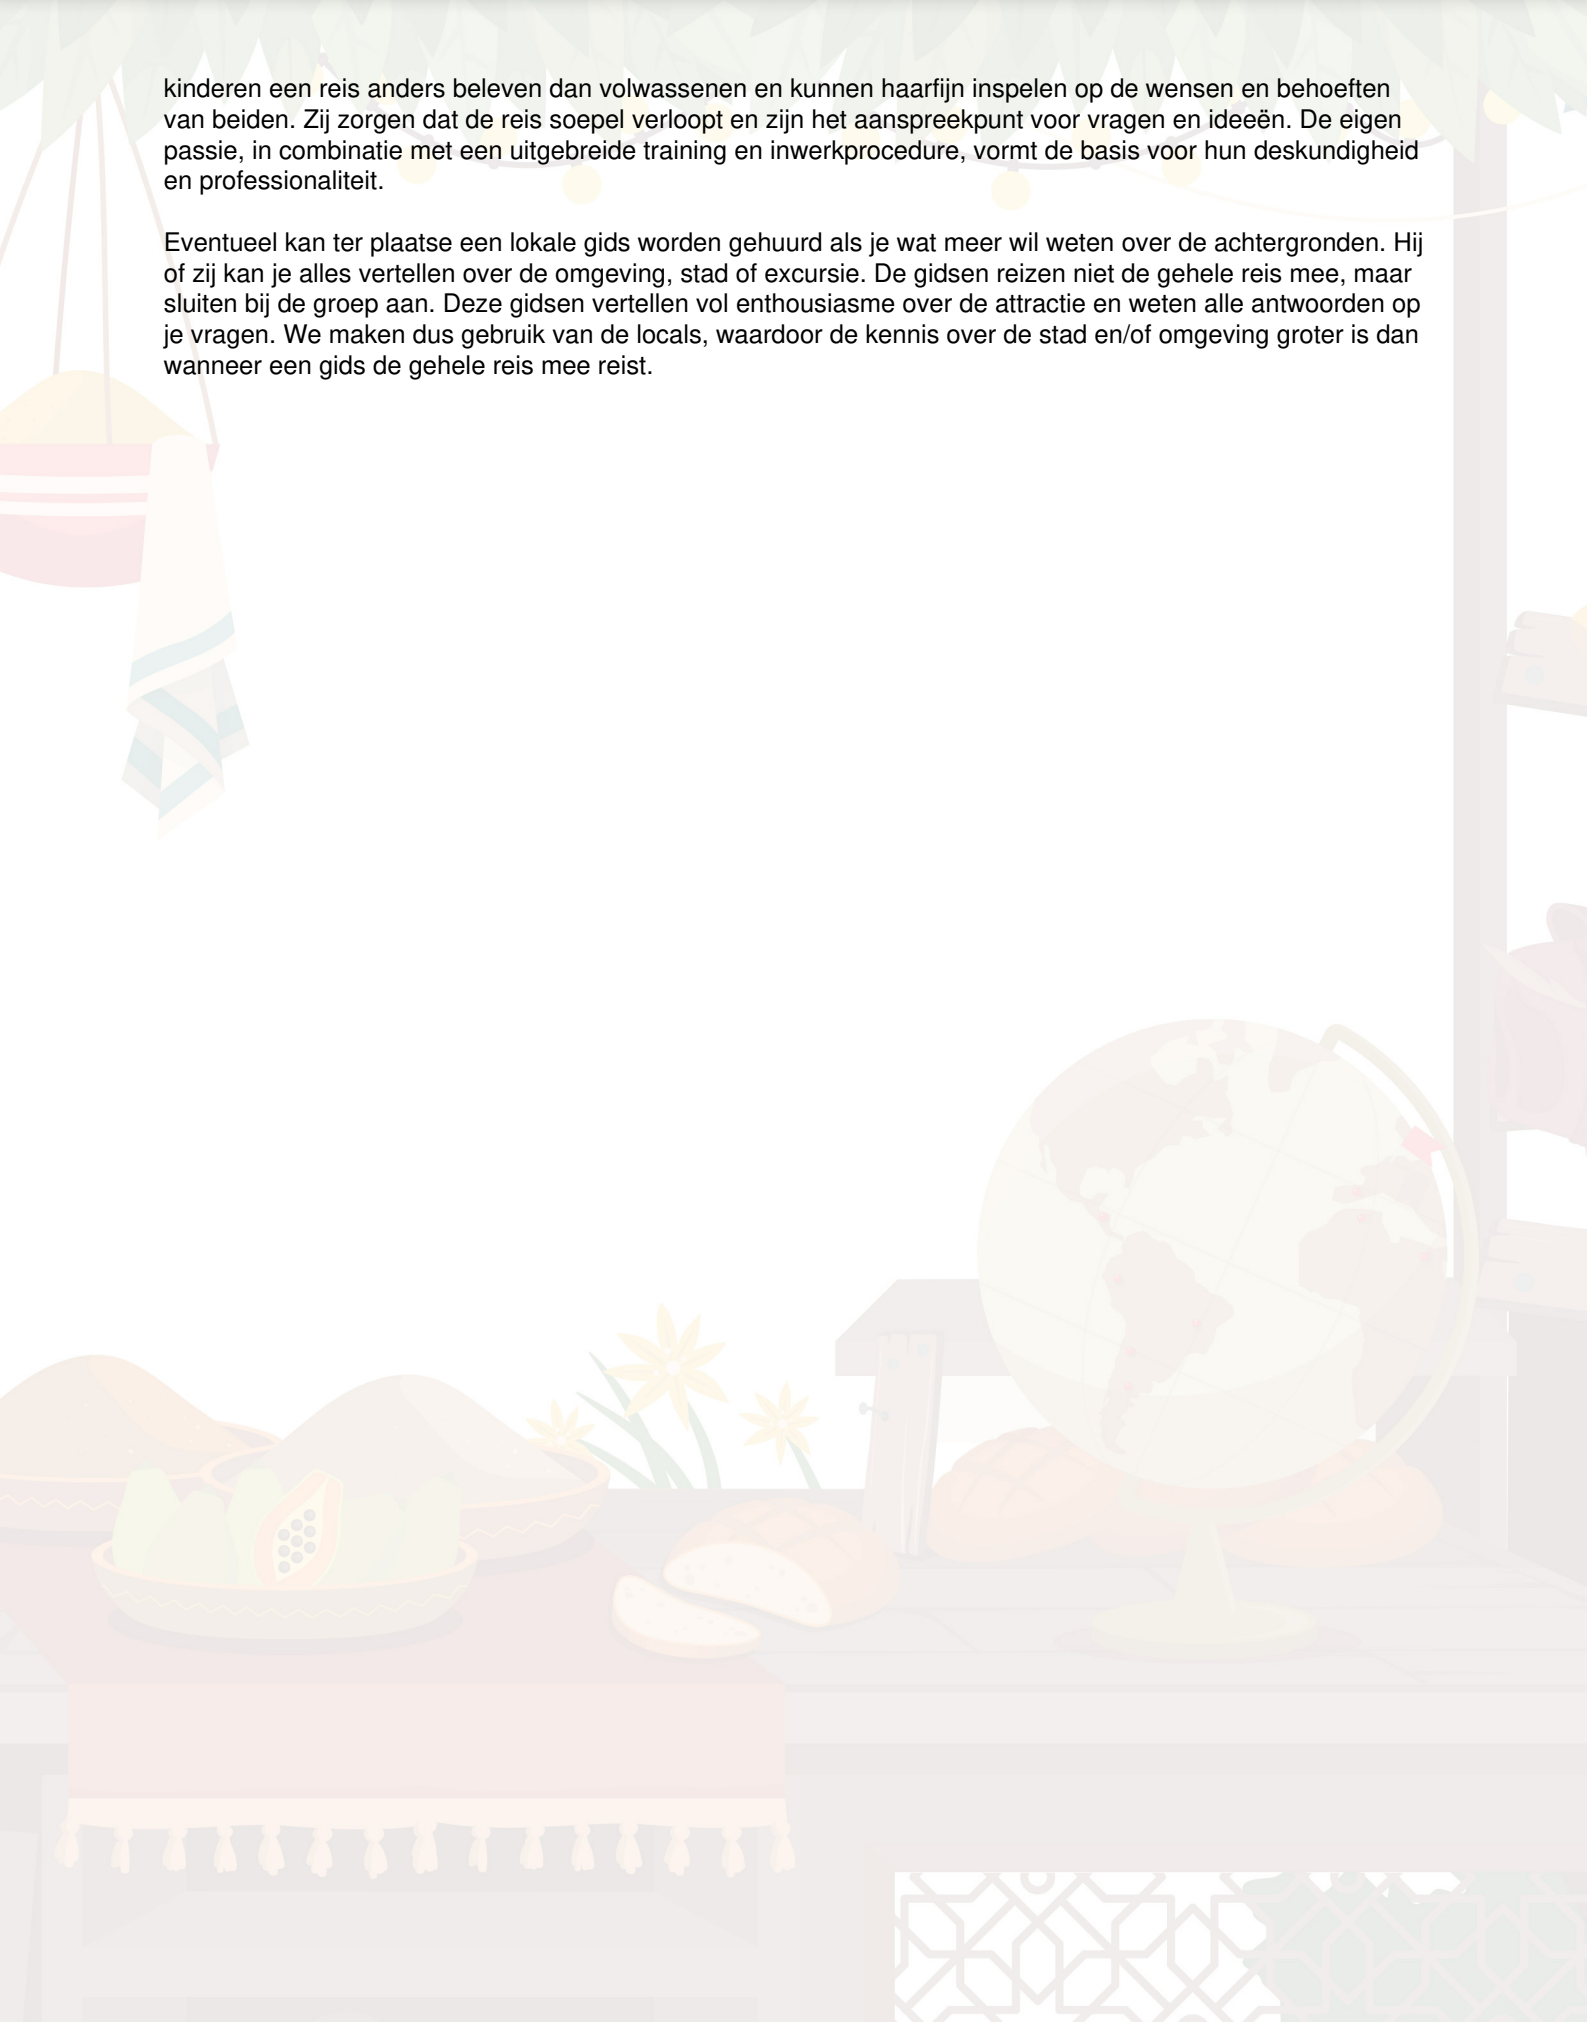 kinderen een reis anders beleven dan volwassenen en kunnen haarfijn inspelen op de wensen en behoeften
van beiden. Zij zorgen dat de reis soepel verloopt en zijn het aanspreekpunt voor vragen en ideeën. De eigen
passie, in combinatie met een uitgebreide training en inwerkprocedure, vormt de basis voor hun deskundigheid
en professionaliteit.
Eventueel kan ter plaatse een lokale gids worden gehuurd als je wat meer wil weten over de achtergronden. Hij
of zij kan je alles vertellen over de omgeving, stad of excursie. De gidsen reizen niet de gehele reis mee, maar
sluiten bij de groep aan. Deze gidsen vertellen vol enthousiasme over de attractie en weten alle antwoorden op
je vragen. We maken dus gebruik van de locals, waardoor de kennis over de stad en/of omgeving groter is dan
wanneer een gids de gehele reis mee reist.